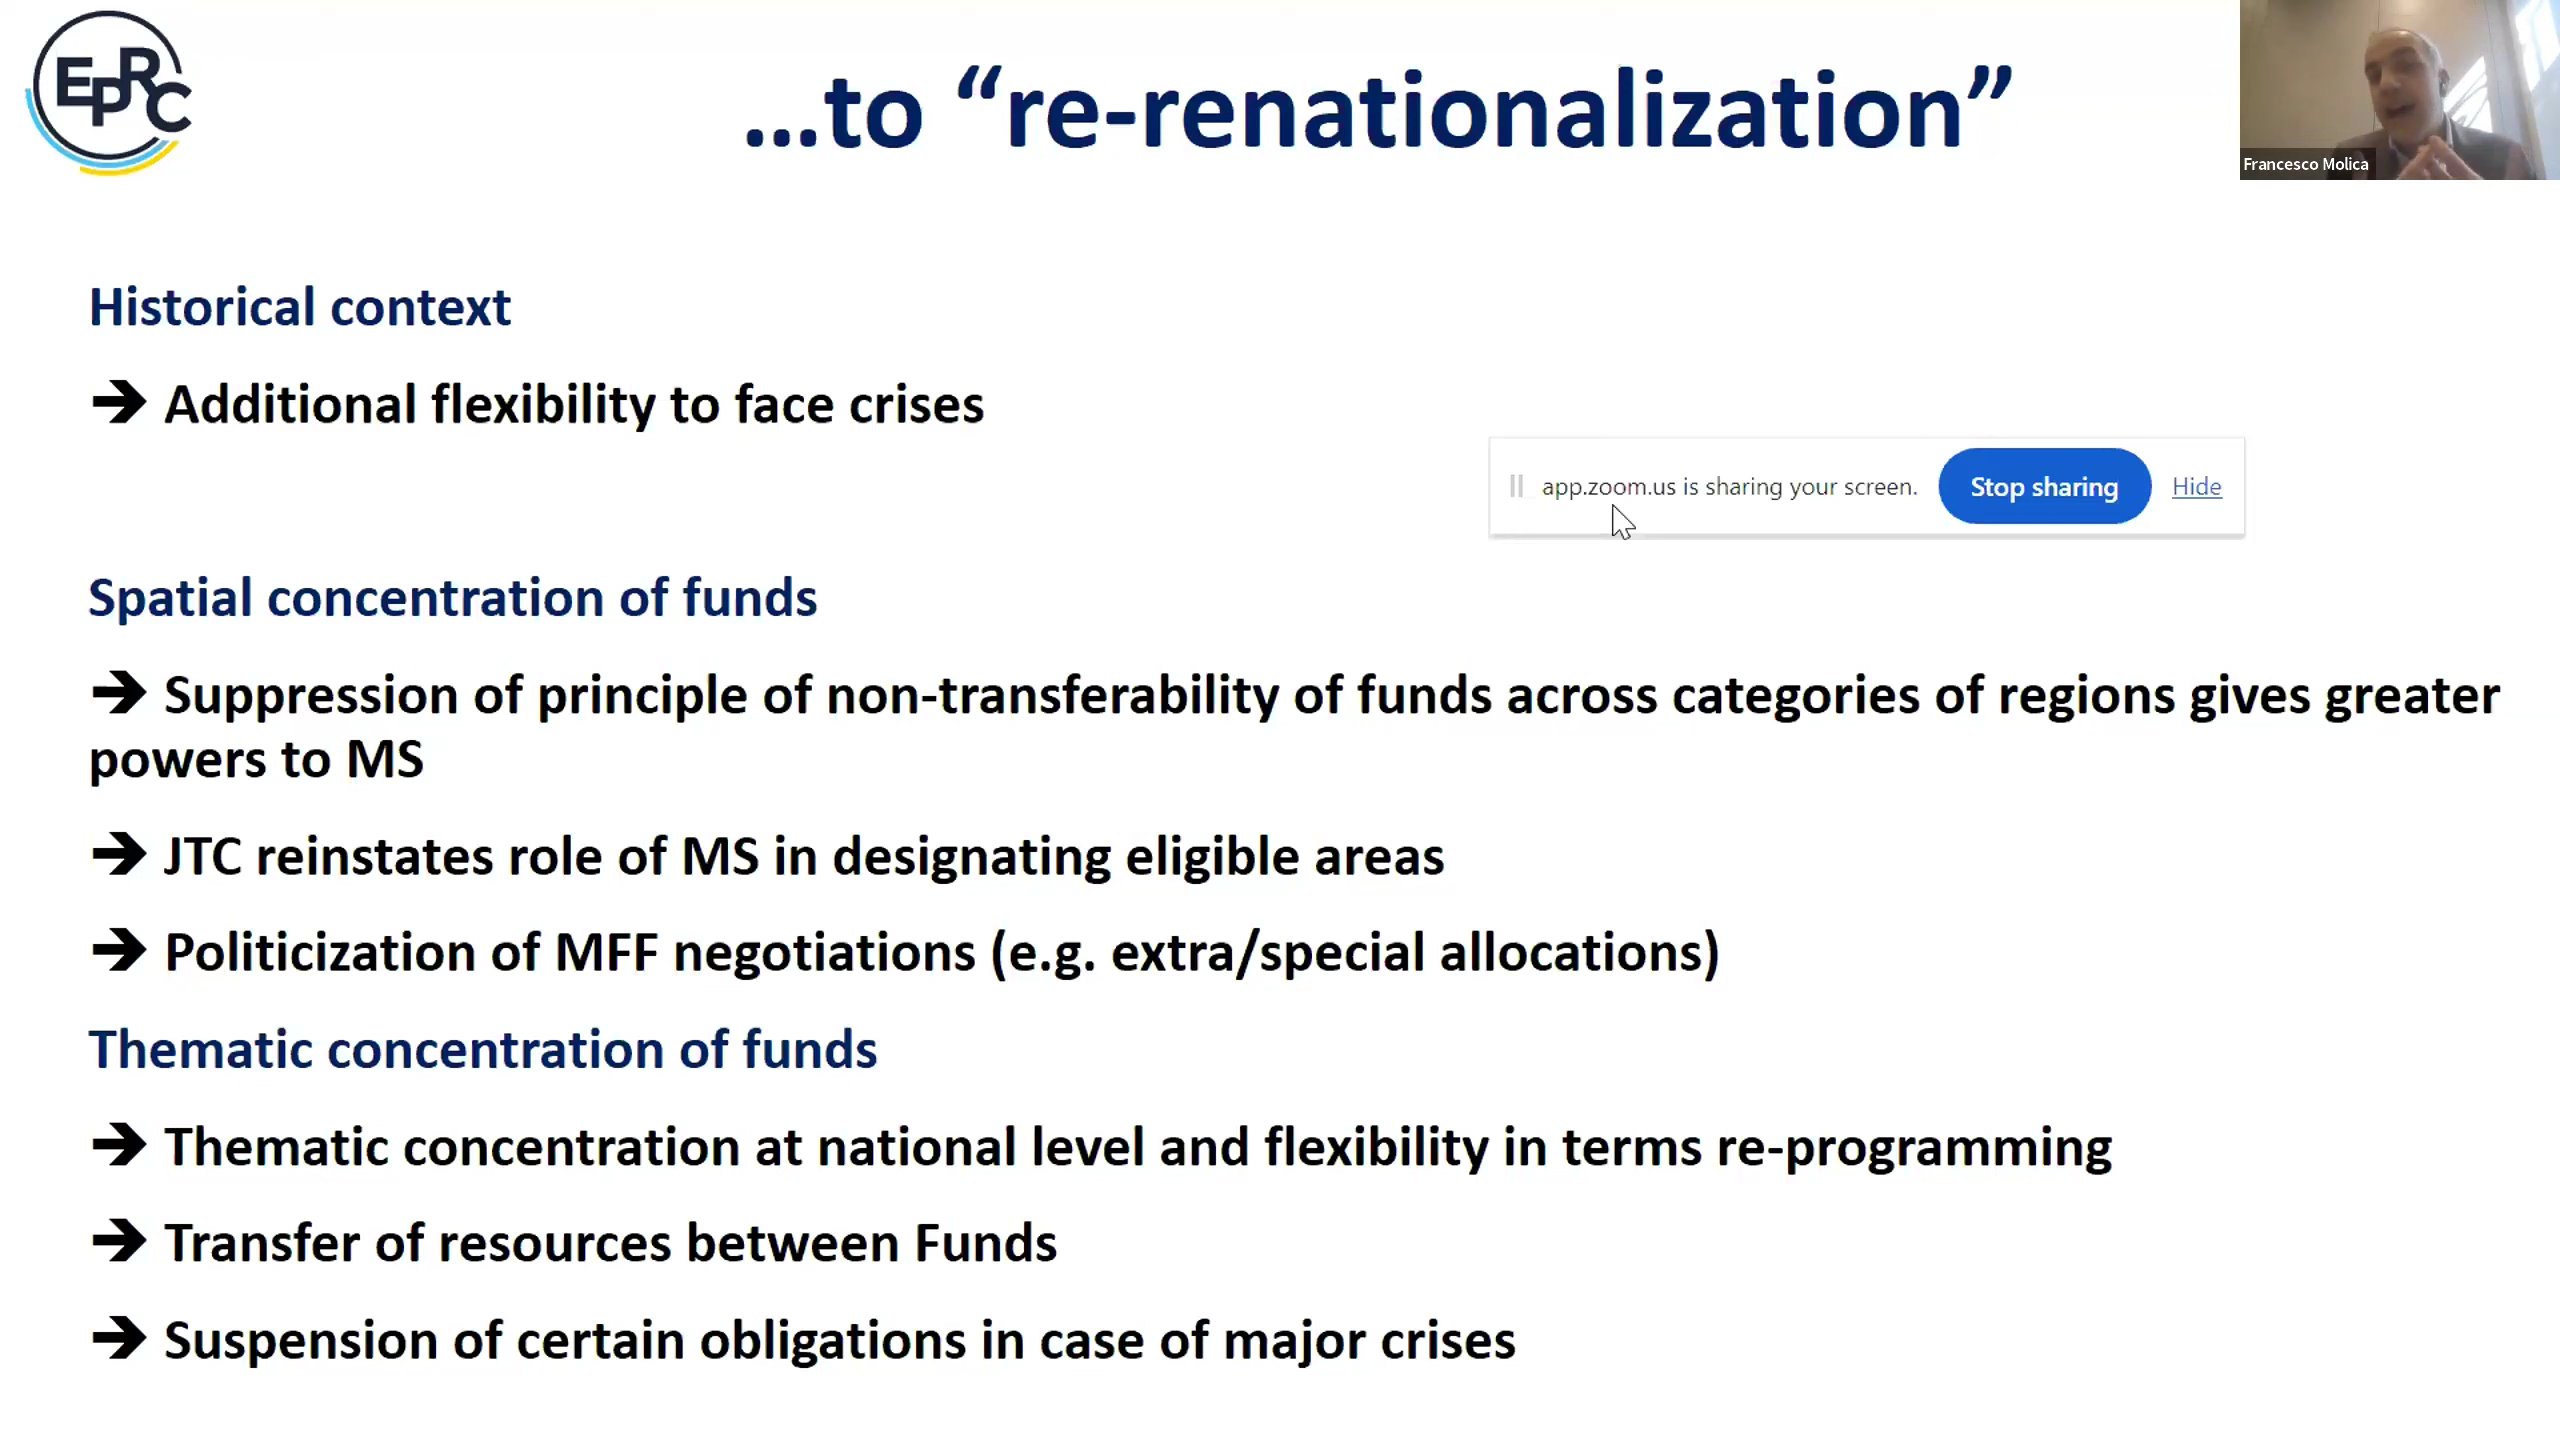 EPRC
...to “re-renationalization”
Francesco Molica
Historical context
➔ Additional flexibility to face crises
app.zoom.us is sharing your screen. Stop sharing Hide
Spatial concentration of funds
➔ Suppression of principle of non-transferability of funds across categories of regions gives greater
powers to MS
➔ JTC reinstates role of MS in designating eligible areas
➔ Politicization of MFF negotiations (e.g. extra/special allocations)
Thematic concentration of funds
➔ Thematic concentration at national level and flexibility in terms re-programming
➔ Transfer of resources between Funds
➔ Suspension of certain obligations in case of major crises